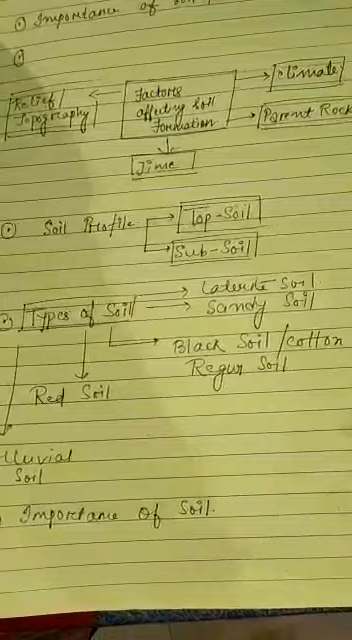 Importance of Soil
Relief/
Topography
Factors
affecting Soil
Formation
Climate
Parent Rock
Time
Soil Profile
Top-Soil
Sub-Soil
Types of Soil
Laterite Soil
Sandy Soil
Black Soil/cotton
Regur Soil
Red Soil
lluvial
Soil
Importance of Soil.